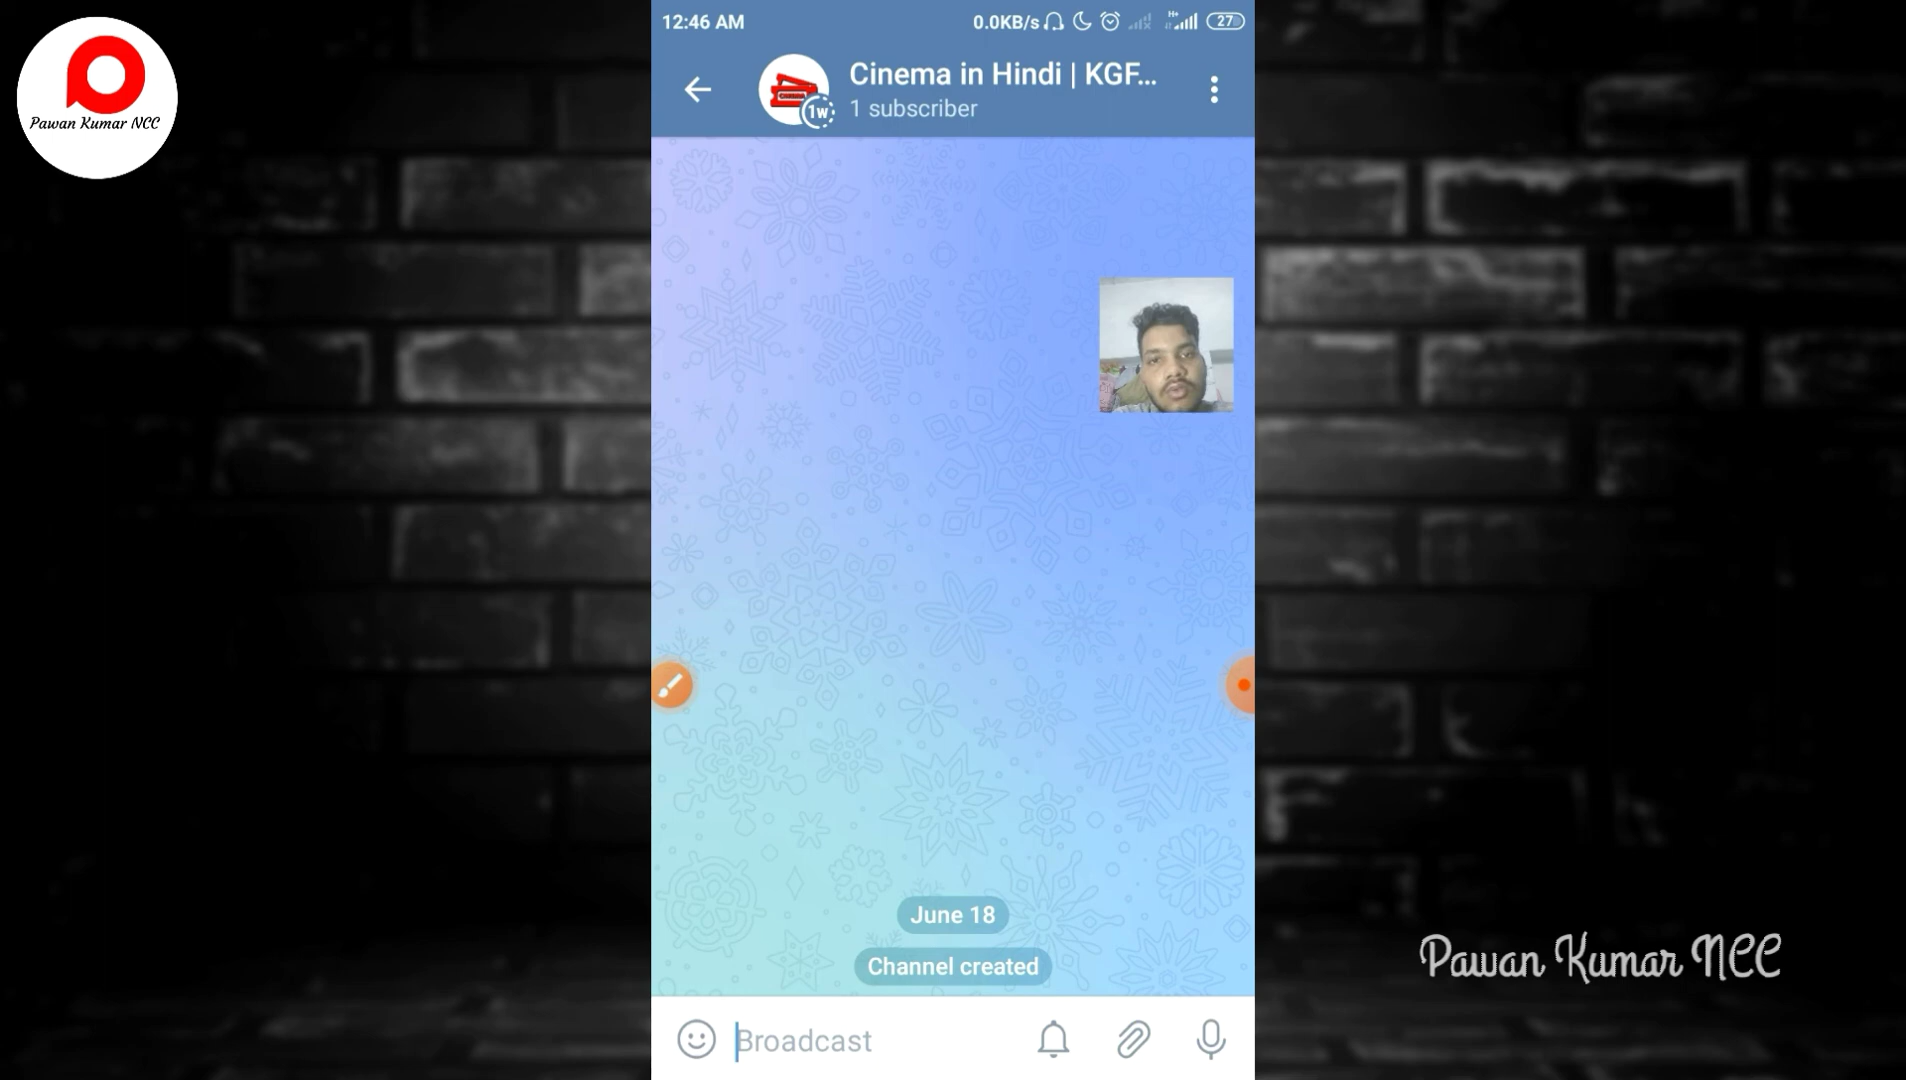 Pawan Kumar NCC
12:46 AM
0.0KB/s
H+
27
Cinema in Hindi | KGF...
1w
1 subscriber
June 18
Channel created
Broadcast
Pawan Kumar NCC